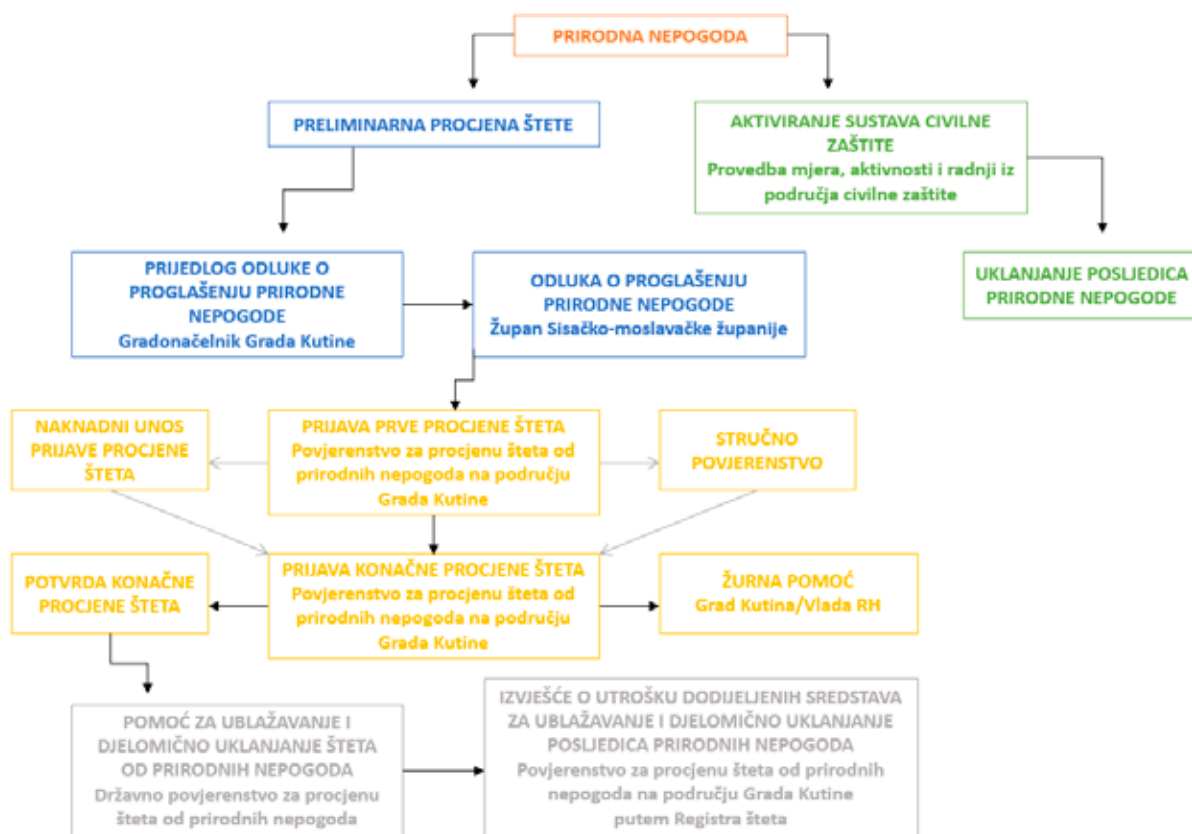 PRIRODNA NEPOGODA
PRELIMINARNA PROCJENA ŠTETE
AKTIVIRANJE SUSTAVA CIVILNE
ZAŠTITE
Provedba mjera, aktivnosti i radnji iz
područja civilne zaštite
PRIJEDLOG ODLUKE O
PROGLAŠENJU PRIRODNE
NEPOGODE
Gradonačelnik Grada Kutine
ODLUKA O PROGLAŠENJU
PRIRODNE NEPOGODE
Župan Sisačko-moslavačke županije
UKLANJANJE POSLJEDICA
PRIRODNE NEPOGODE
NAKNADNI UNOS
PRIJAVE PROCJENE
ŠTETA
PRIJAVA PRVE PROCJENE ŠTETA
Povjerenstvo za procjenu šteta od
prirodnih nepogoda na području
Grada Kutine
STRUČNO
POVJERENSTVO
POTVRDA KONAČNE
PROCJENE ŠTETA
PRIJAVA KONAČNE PROCJENE ŠTETA
Povjerenstvo za procjenu šteta od
prirodnih nepogoda na području
Grada Kutine
ŽURNA POMOĆ
Grad Kutina/Vlada RH
POMOĆ ZA UBLAŽAVANJE I
DJELOMIČNO UKLANJANJE ŠTETA
OD PRIRODNIH NEPOGODA
Državno povjerenstvo za procjenu
šteta od prirodnih nepogoda
IZVJEŠĆE O UTROŠKU DODIJELJENIH SREDSTAVA
ZA UBLAŽAVANJE I DJELOMIČNO UKLANJANJE
POSLJEDICA PRIRODNIH NEPOGODA
Povjerenstvo za procjenu šteta od prirodnih
nepogoda na području Grada Kutine
putem Registra šteta